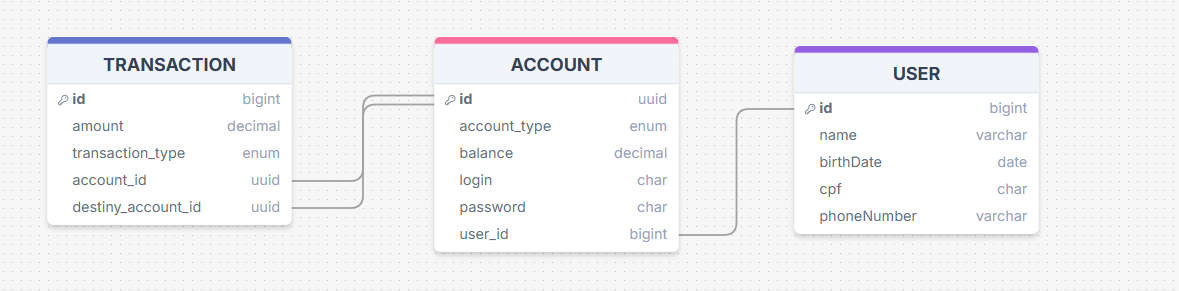 TRANSACTION
id bigint
amount decimal
transaction_type enum
account_id uuid
destiny_account_id uuid
ACCOUNT
id uuid
account_type enum
balance decimal
login char
password char
user_id bigint
USER
id bigint
name varchar
birthDate date
cpf char
phoneNumber varchar